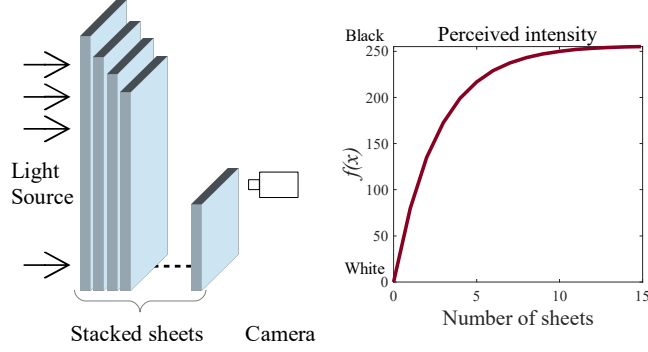 Light
Source
Stacked sheets
Camera
Perceived intensity
Black
250
200
150
100
50
0
White
f(x)
0
5
10
15
Number of sheets